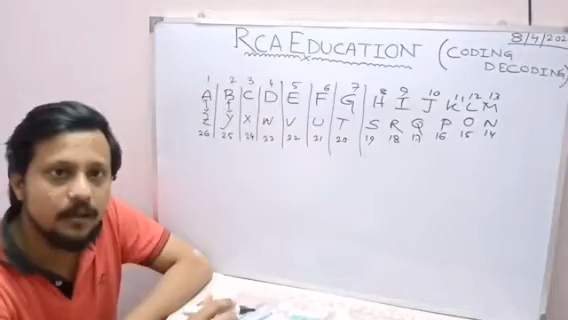 8/4/202
RCA EDUCATION (CODING
DECODING)
1 2 3 4 5 6 7 8 9 10 11 12 13
A B C D E F G H I J K L M
Z Y X W V U T S R Q P O N
26 25 24 23 22 21 20 19 18 17 16 15 14